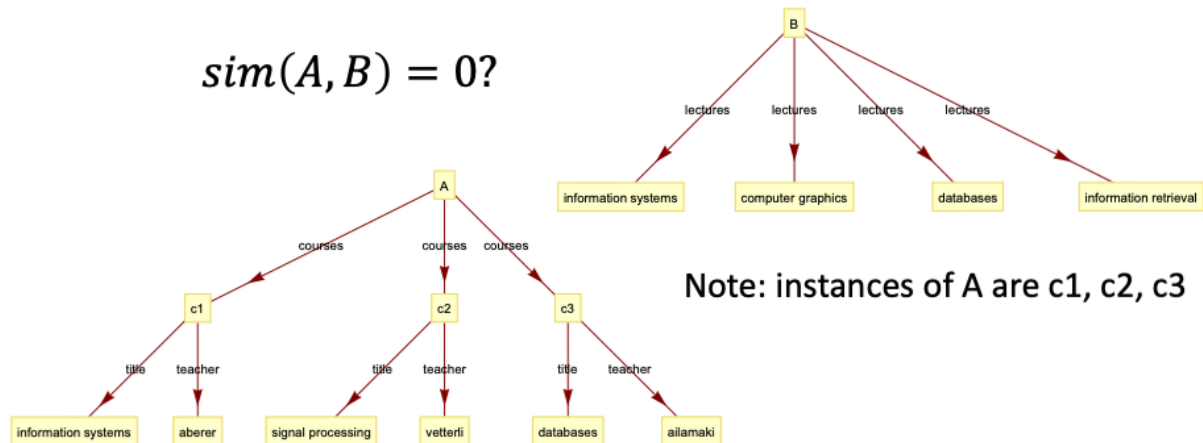 B
sim(A, B) = 0?
lectures lectures lectures lectures
information systems computer graphics databases information retrieval
A
courses courses courses
Note: instances of A are c1, c2, c3
c1 c2 c3
title teacher title teacher title teacher
information systems aberer signal processing vetterli databases ailamaki